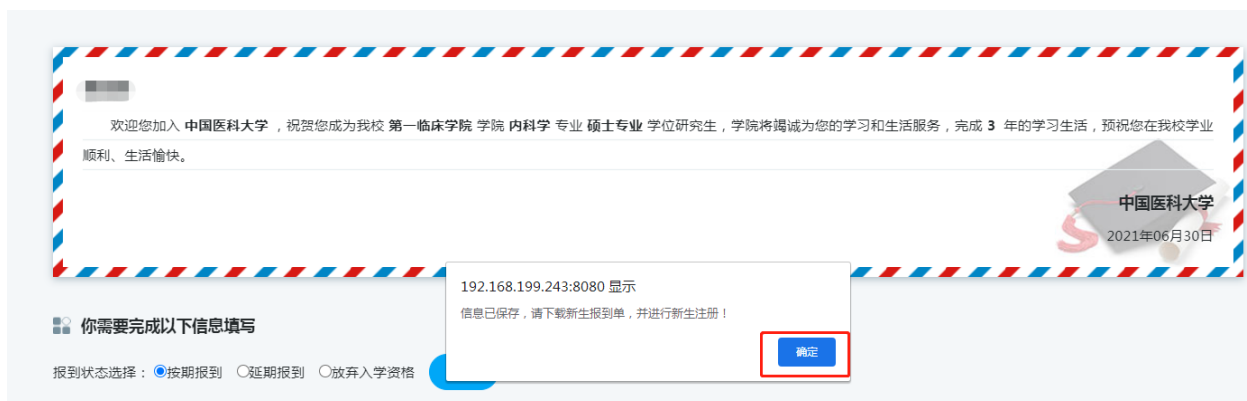 欢迎您加入 中国医科大学 ，祝贺您成为我校 第一临床学院 学院 内科学 专业 硕士专业 学位研究生，学院将竭诚为您的学习和生活服务，完成 3 年的学习生活，预祝您在我校学业
顺利、生活愉快。
中国医科大学
2021年06月30日
192.168.199.243:8080 显示
信息已保存，请下载新生报到单，并进行新生注册！
确定
你需要完成以下信息填写
报到状态选择： 按期报到 延期报到 放弃入学资格